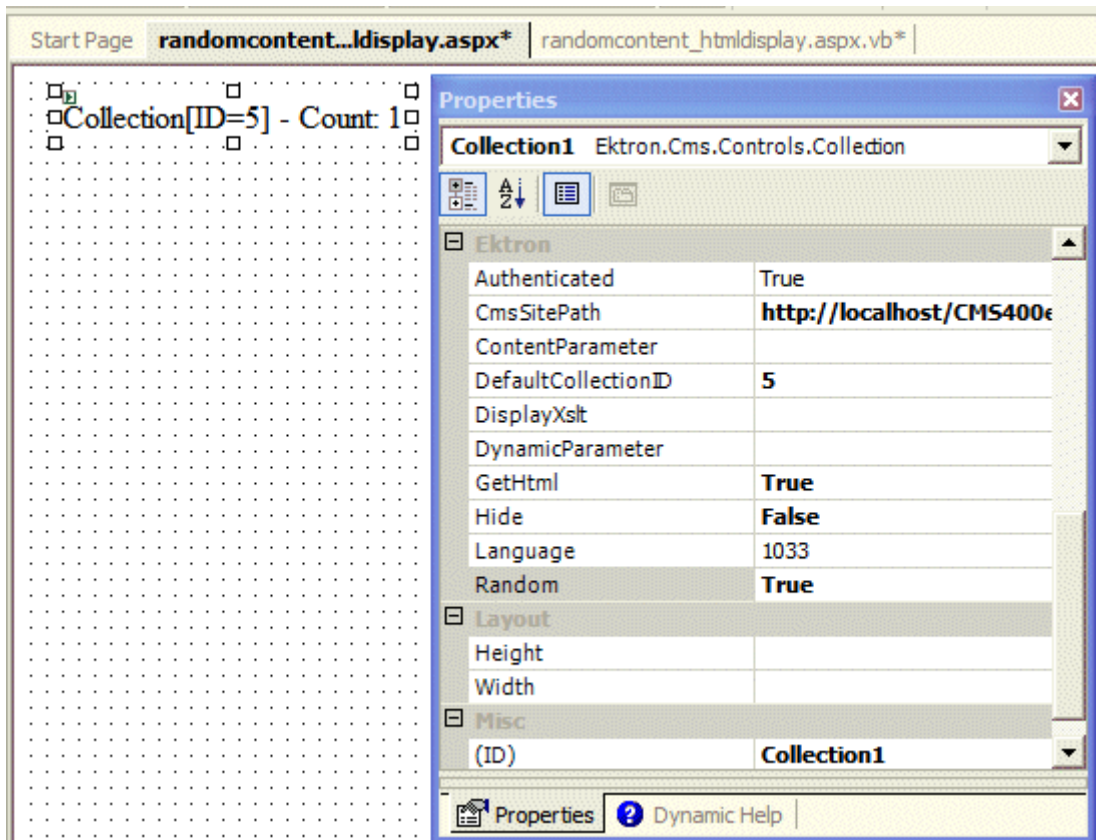 Start Page randomcontent...ldisplay.aspx* randomcontent_htmldisplay.aspx.vb*
Collection[ID=5] - Count: 1
Properties
Collection1 Ektron.Cms.Controls.Collection
Ektron
Authenticated True
CmsSitePath http://localhost/CMS400e
ContentParameter
DefaultCollectionID 5
DisplayXslt
DynamicParameter
GetHtml True
Hide False
Language 1033
Random True
Layout
Height
Width
Misc
(ID) Collection1
Properties Dynamic Help